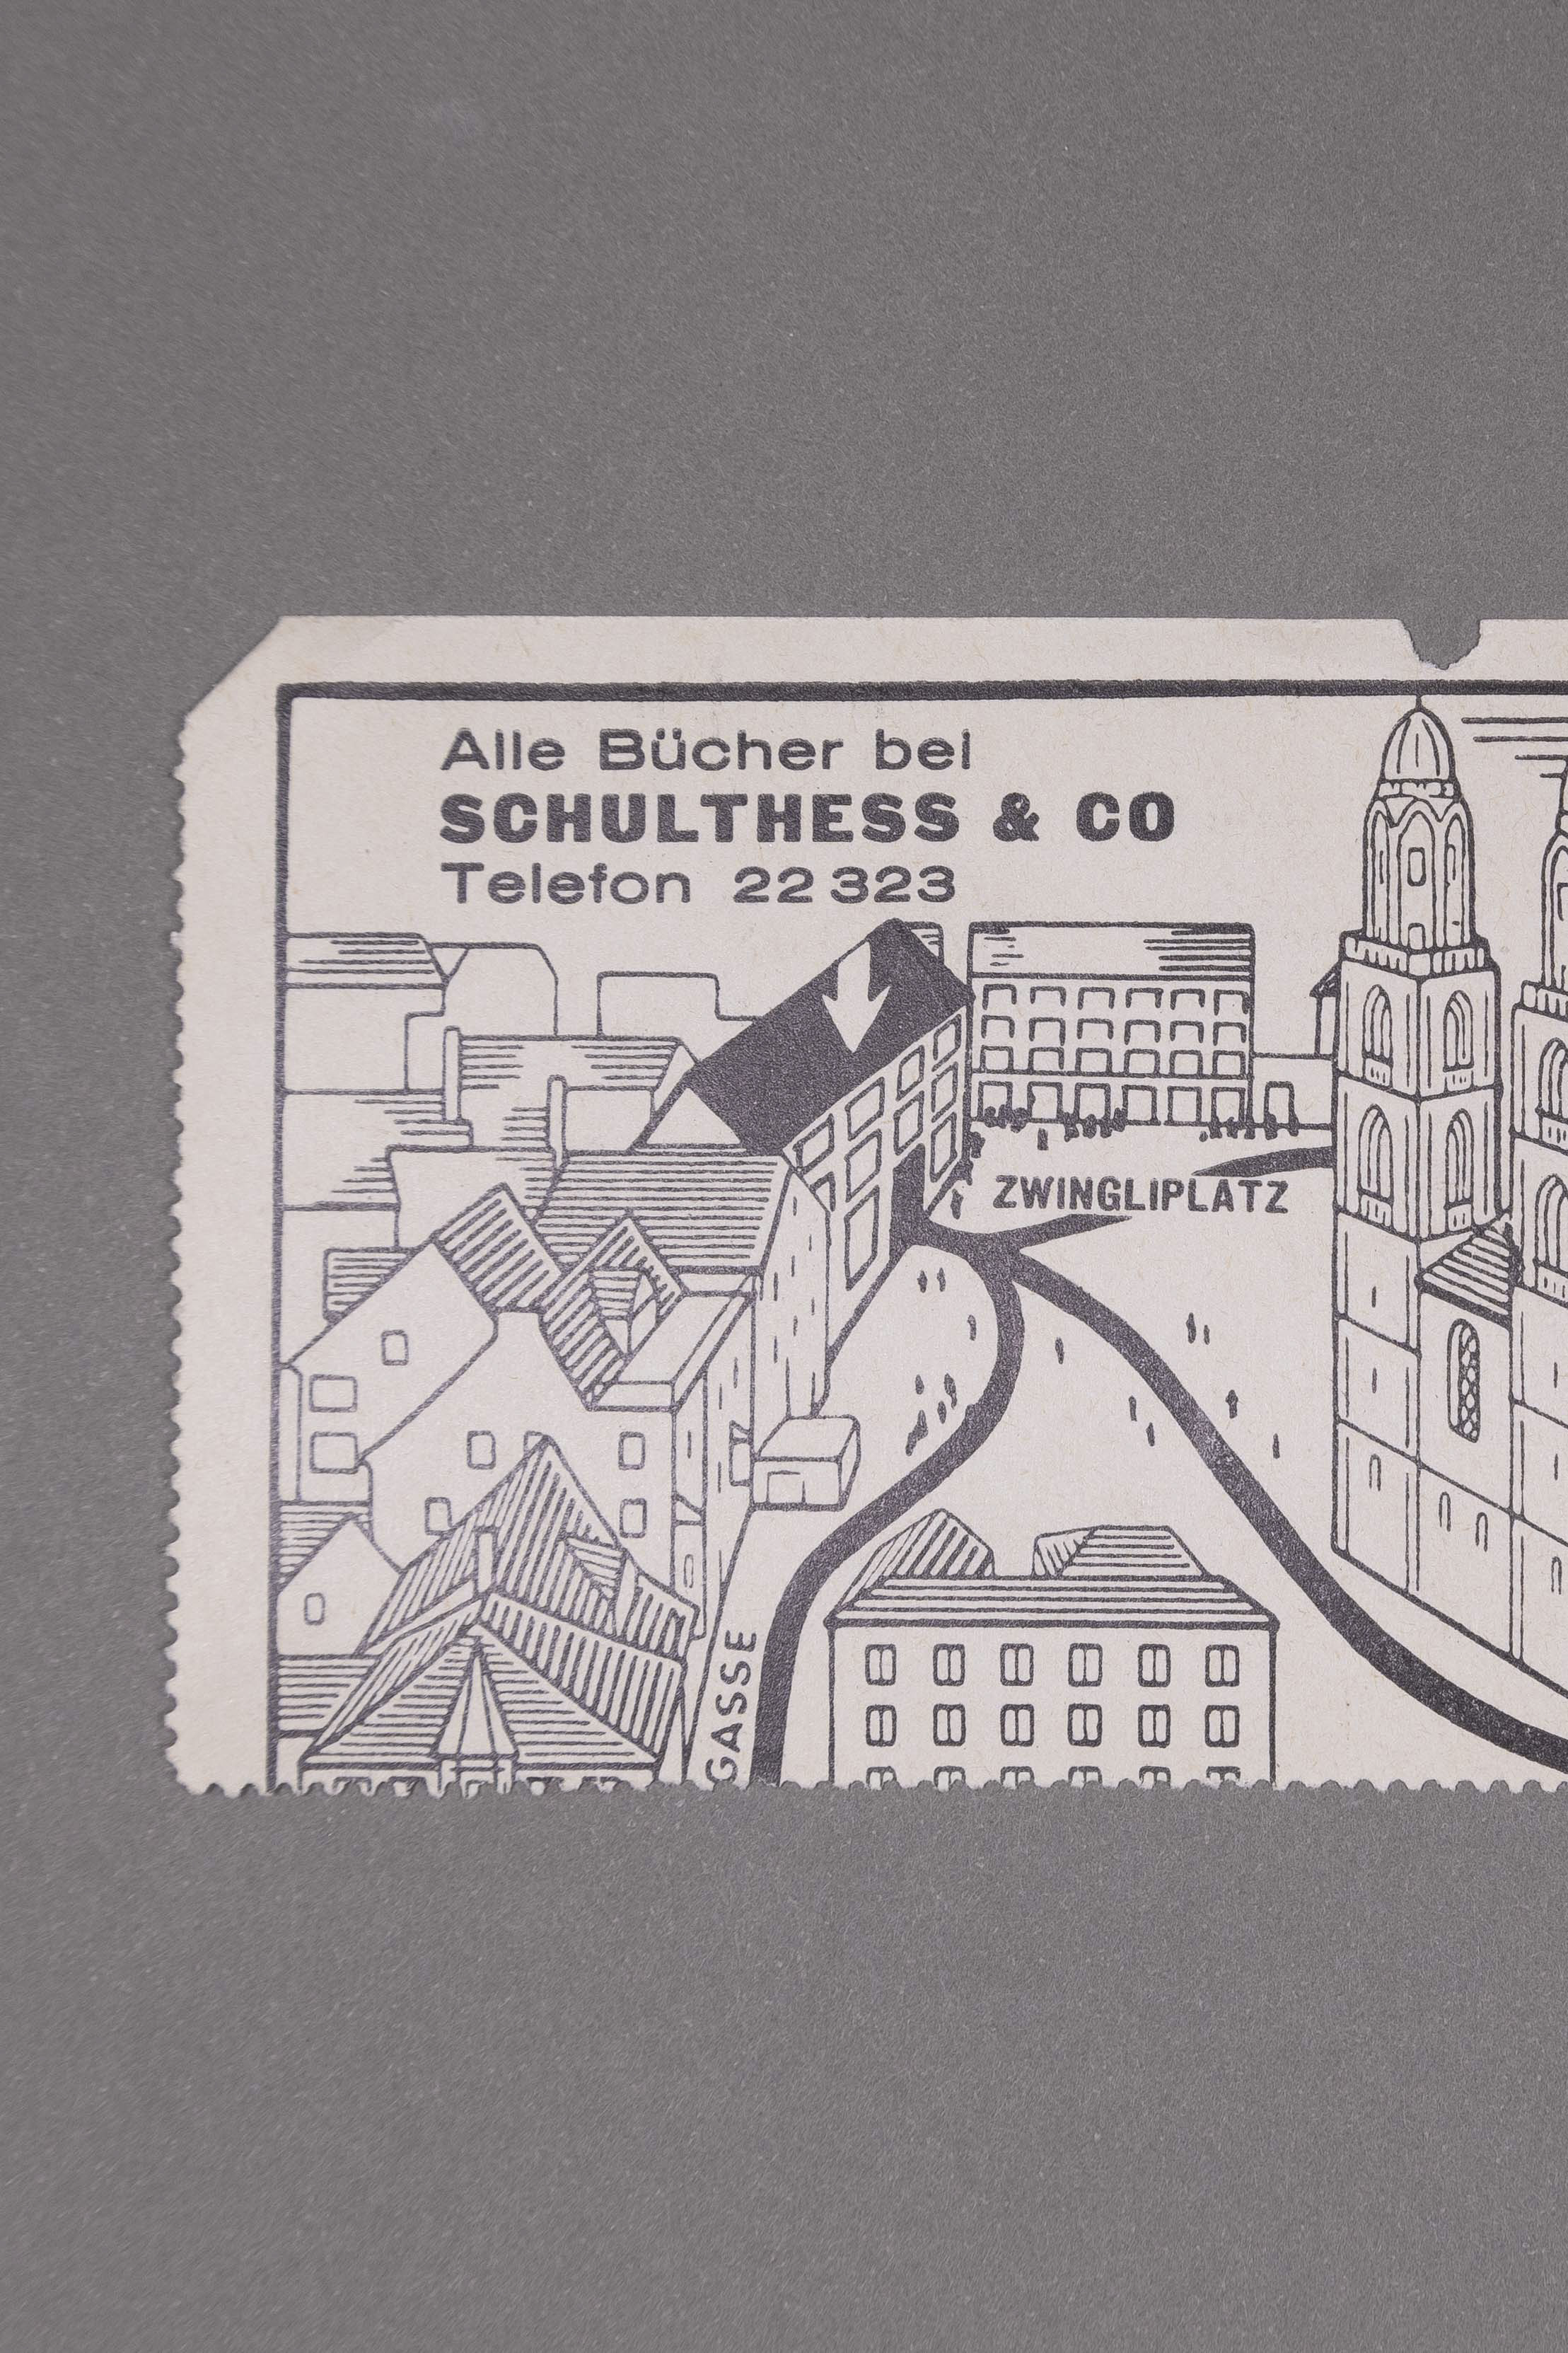 Alle Bücher bei
SCHULTHESS & CO
Telefon 22 323
ZWINGLIPLATZ
GASSE